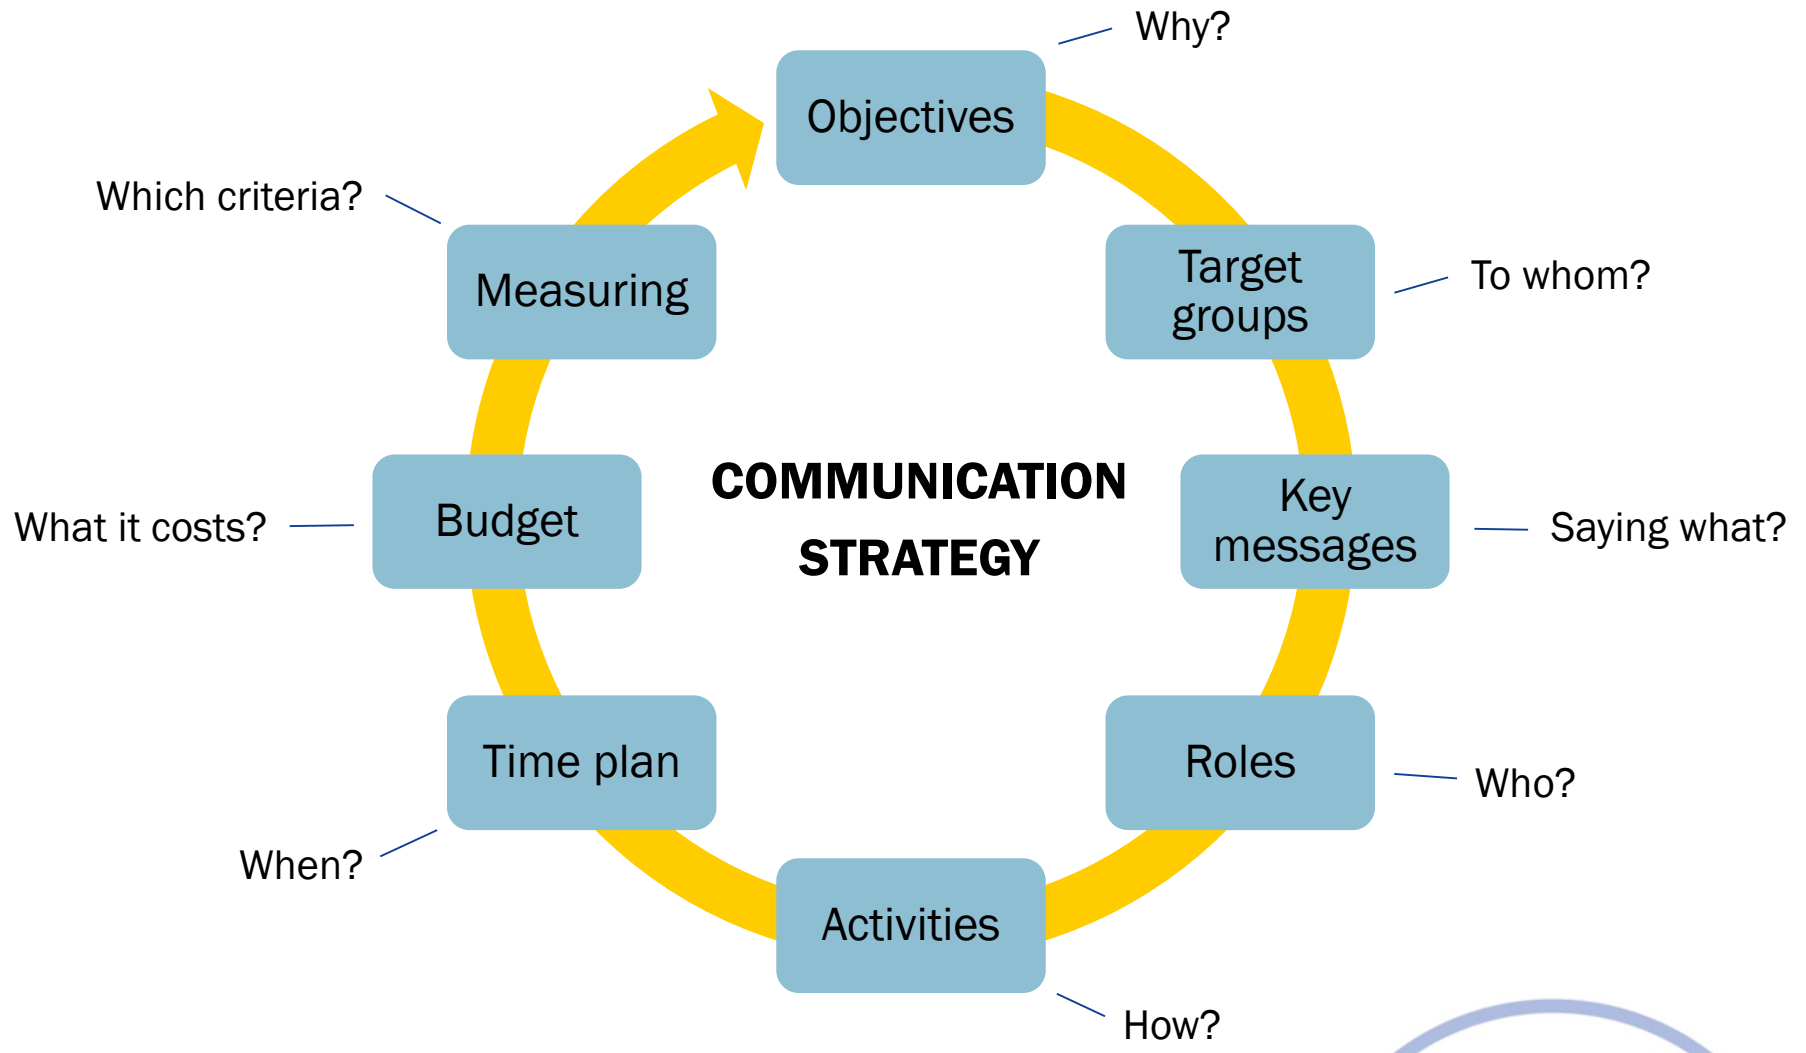 Why?
Objectives
Target
groups
To whom?
Key
messages
Saying what?
Roles
Who?
Activities
How?
Time plan
When?
Budget
What it costs?
Measuring
Which criteria?
COMMUNICATION
STRATEGY